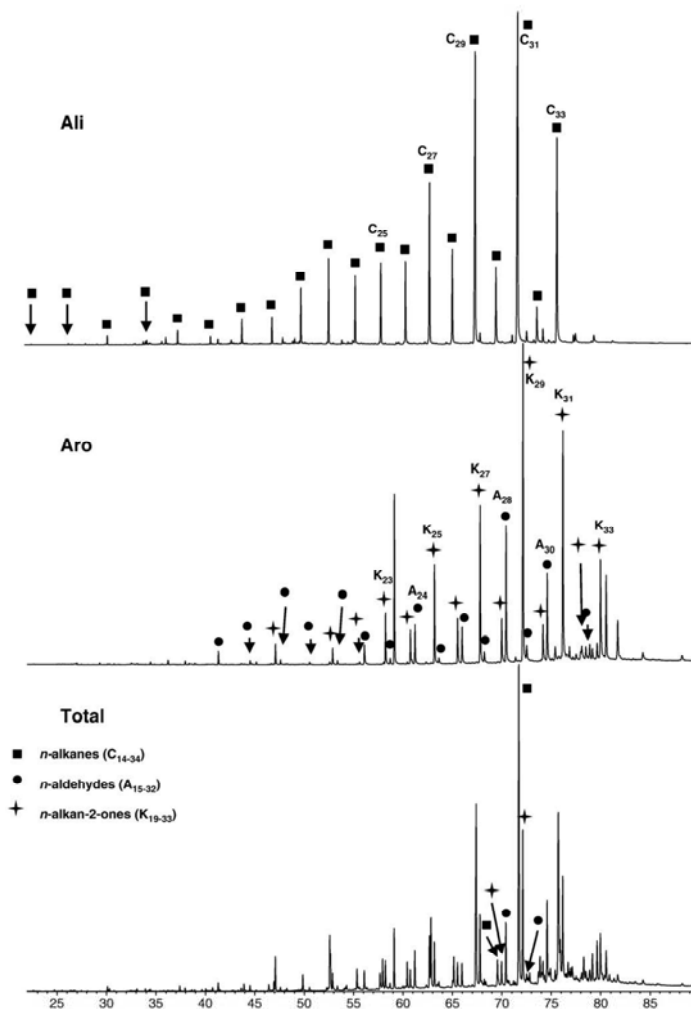 C₂₉
C₃₁
Ali
C₃₃
C₂₇
C₂₅
K₂₉
K₃₁
Aro
K₂₇
A₂₈
K₂₅
A₃₀
K₃₃
K₂₃
A₂₄
Total
n-alkanes (C₁₄₋₃₄)
n-aldehydes (A₁₅₋₃₂)
n-alkan-2-ones (K₁₉₋₃₃)
25 30 35 40 45 50 55 60 65 70 75 80 85